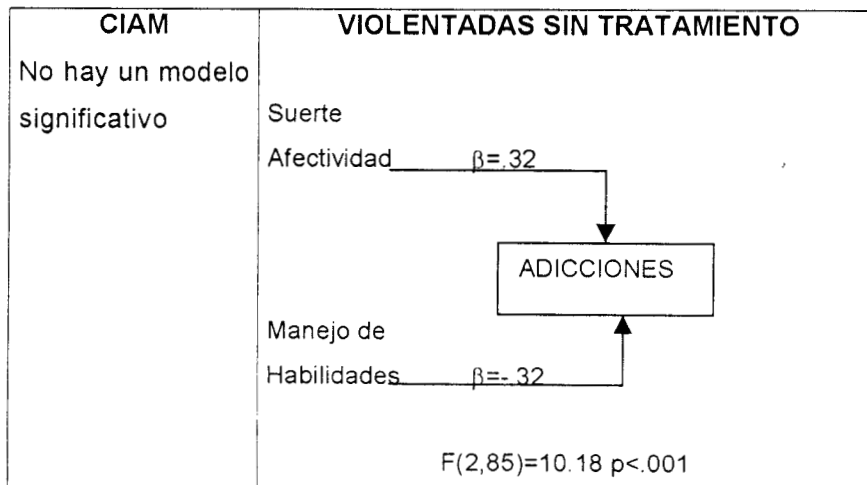 CIAM
No hay un modelo
significativo
VIOLENTADAS SIN TRATAMIENTO
Suerte
Afectividad β=.32
ADICCIONES
Manejo de
Habilidades β=-.32
F(2,85)=10.18 p<.001